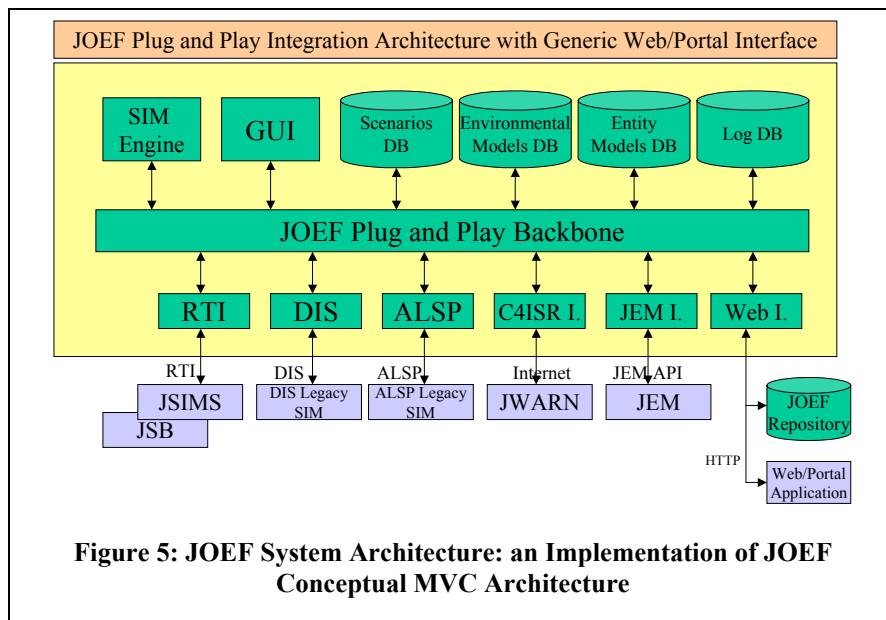 JOEF Plug and Play Integration Architecture with Generic Web/Portal Interface
SIM
Engine
GUI
Scenarios
DB
Environmental
Models DB
Entity
Models DB
Log DB
JOEF Plug and Play Backbone
RTI
DIS
ALSP
C4ISR I.
JEM I.
Web I.
RTI
DIS
ALSP
Internet
JEM API
JSIMS
JSB
DIS Legacy
SIM
ALSP Legacy
SIM
JWARN
JEM
JOEF
Repository
HTTP
Web/Portal
Application
Figure 5: JOEF System Architecture: an Implementation of JOEF
Conceptual MVC Architecture